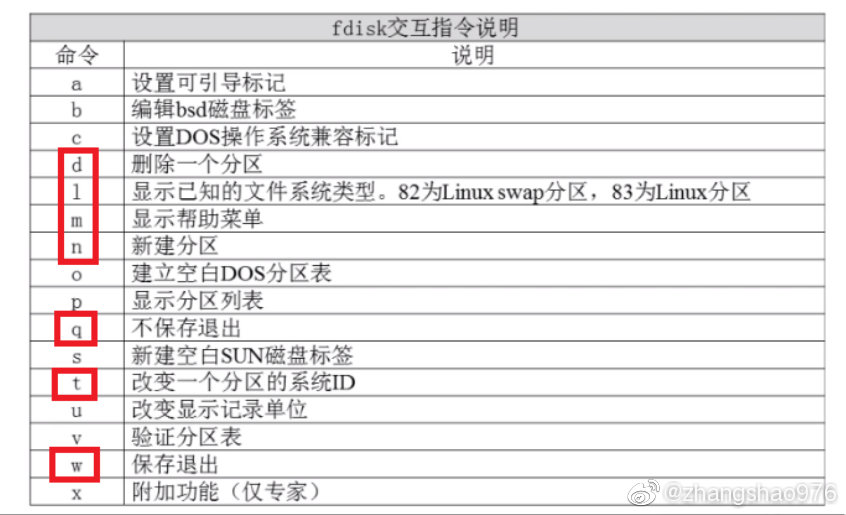 fdisk交互指令说明
命令 说明
a 设置可引导标记
b 编辑bsd磁盘标签
c 设置DOS操作系统兼容标记
d 删除一个分区
l 显示已知的文件系统类型。82为Linux swap分区，83为Linux分区
m 显示帮助菜单
n 新建分区
o 建立空白DOS分区表
p 显示分区列表
q 不保存退出
s 新建空白SUN磁盘标签
t 改变一个分区的系统ID
u 改变显示记录单位
v 验证分区表
w 保存退出
x 附加功能（仅专家）
@zhangshao976